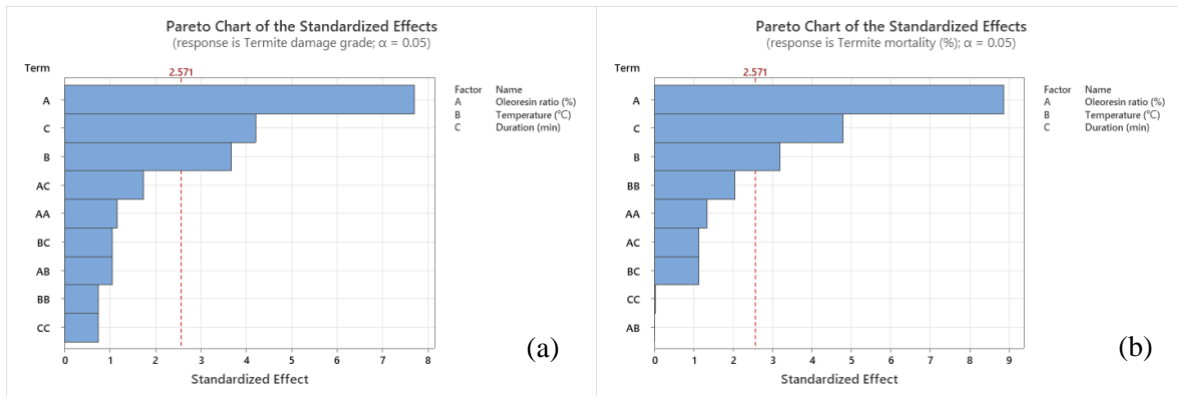 Pareto Chart of the Standardized Effects
(response is Termite damage grade; α = 0.05)
Term
2.571
A
C
B
AC
AA
BC
AB
BB
CC
0 1 2 3 4 5 6 7 8
Standardized Effect
Factor Name
A Oleoresin ratio (%)
B Temperature (°C)
C Duration (min)
(a)
Pareto Chart of the Standardized Effects
(response is Termite mortality (%); α = 0.05)
Term
2.571
A
C
B
BB
AA
AC
BC
CC
AB
0 1 2 3 4 5 6 7 8 9
Standardized Effect
Factor Name
A Oleoresin ratio (%)
B Temperature (°C)
C Duration (min)
(b)